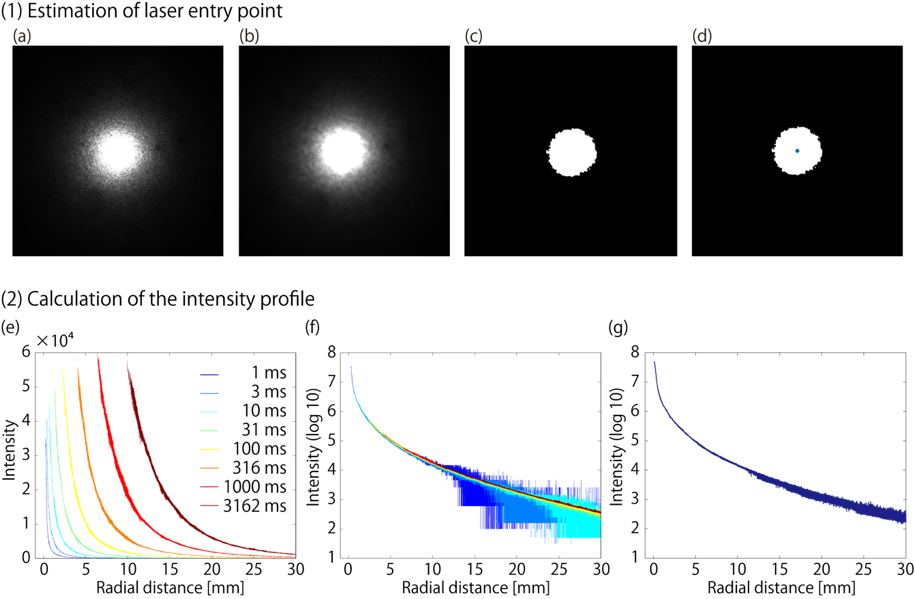 (1) Estimation of laser entry point
(a) (b) (c) (d)
(2) Calculation of the intensity profile
(e) (f) (g)
×10⁴
6
5
4
3
2
1
0
Intensity
0 5 10 15 20 25 30
Radial distance [mm]
1 ms
3 ms
10 ms
31 ms
100 ms
316 ms
1000 ms
3162 ms
8
7
6
5
4
3
2
1
Intensity (log 10)
0 5 10 15 20 25 30
Radial distance [mm]
8
7
6
5
4
3
2
1
Intensity (log 10)
0 5 10 15 20 25 30
Radial distance [mm]